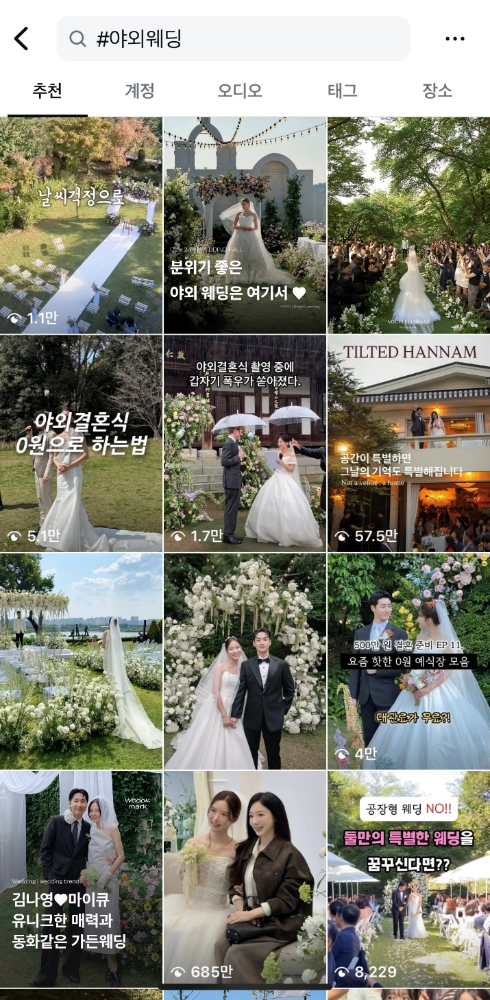 #야외웨딩
추천
계정
오디오
태그
장소
날씨걱정으로
1.1만
WEDDING HALL
분위기 좋은
야외 웨딩은 여기서 ♥
NOUVELLEIMAGE
야외결혼식
0원으로 하는법
5.1만
야외결혼식 촬영 중에
갑자기 폭우가 쏟아졌다.
1.7만
TILTED HANNAM
공간이 특별하면
그날의 기억도 특별해집니다
Not a venue , a home
57.5만
500만 원 결혼 준비 EP 11.
요즘 핫한 0원 예식장 모음
대관료가 무료?!
4만
Wbook
mark
Wedding | wedding trend
김나영♥마이큐
유니크한 매력과
동화같은 가든웨딩
685만
공장형 웨딩 NO!!
둘만의 특별한 웨딩을
꿈꾸신다면??
8,229